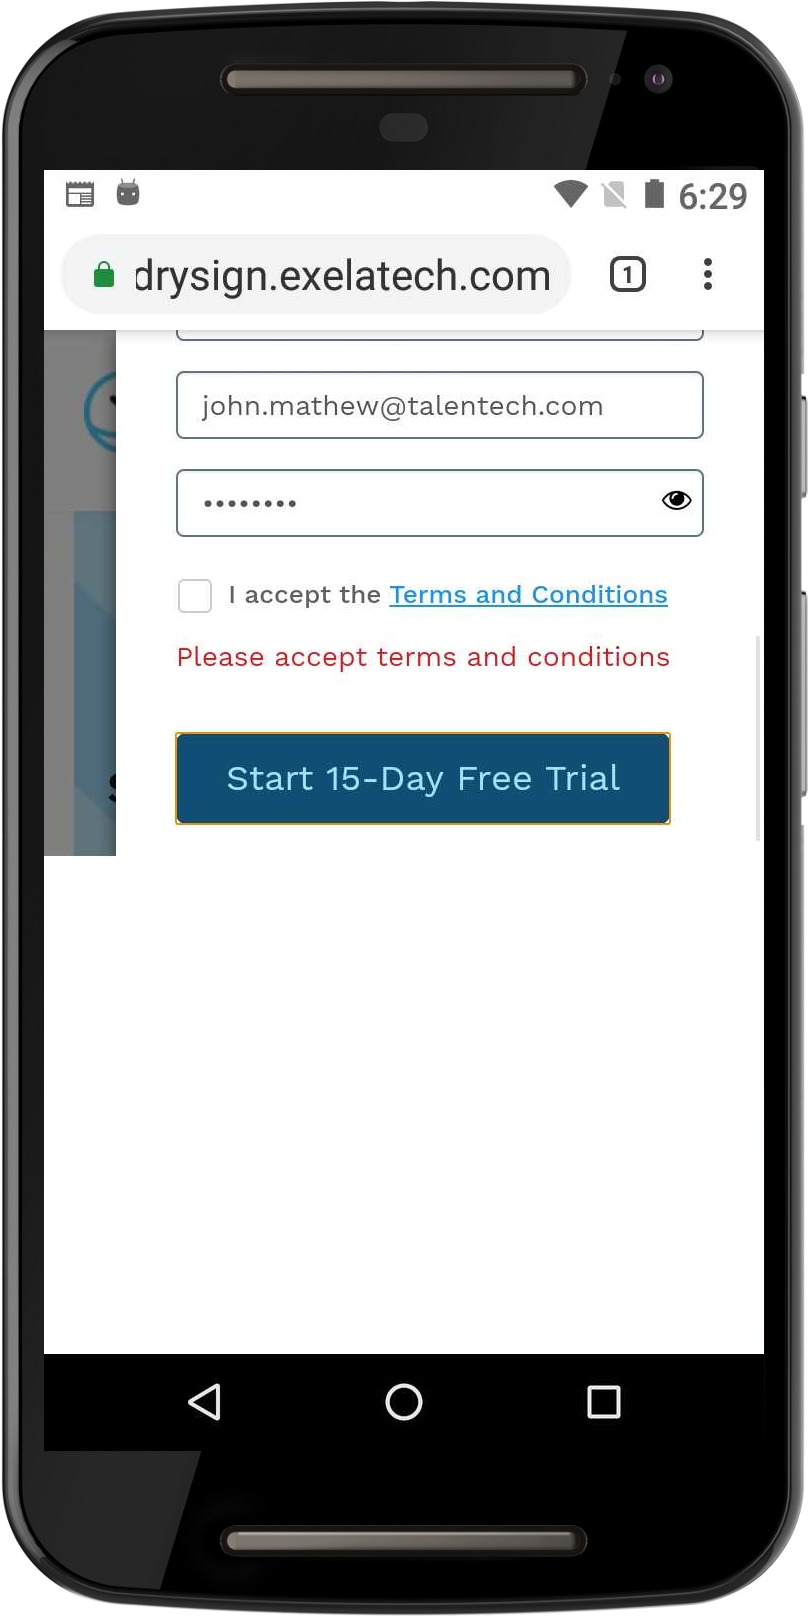 6:29
drysign.exelatech.com
1
john.mathew@talentech.com
••••••••
I accept the Terms and Conditions
Please accept terms and conditions
Start 15-Day Free Trial